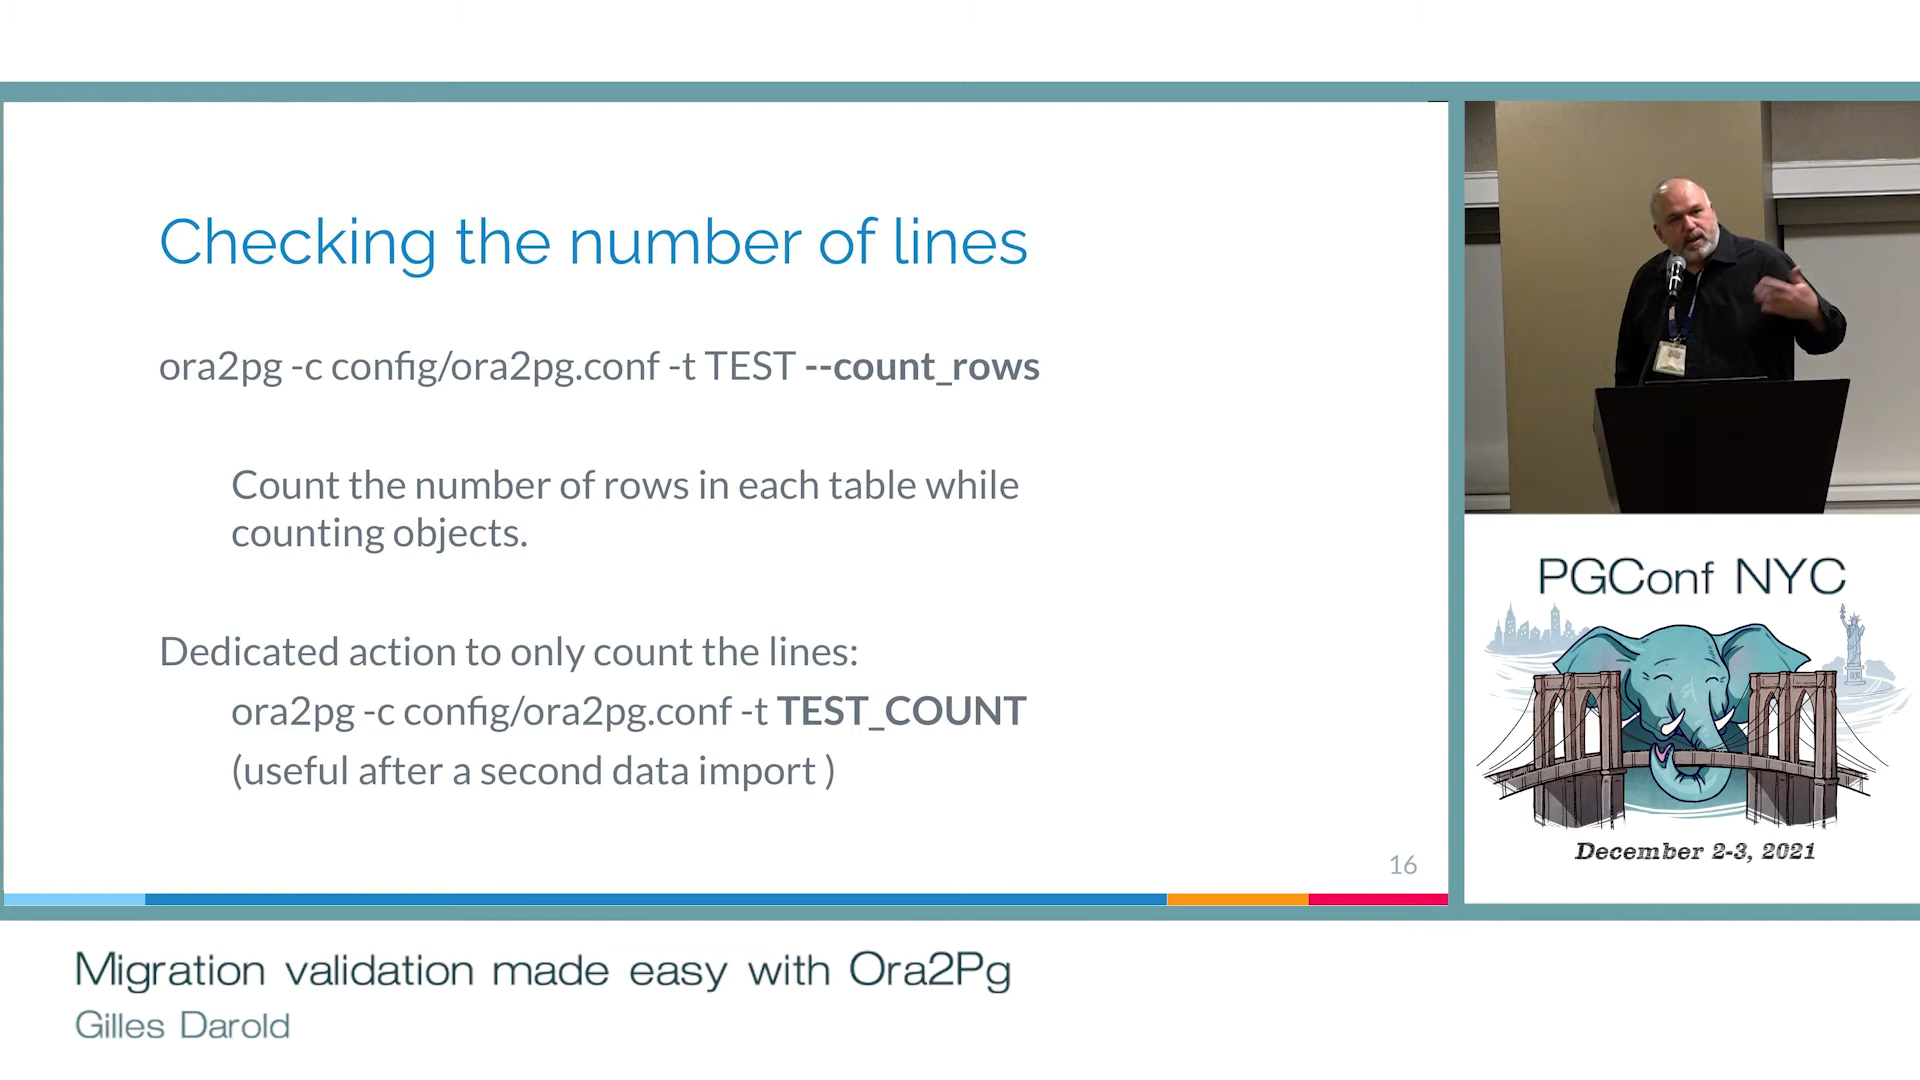 Checking the number of lines
ora2pg -c config/ora2pg.conf -t TEST --count_rows
Count the number of rows in each table while
counting objects.
Dedicated action to only count the lines:
ora2pg -c config/ora2pg.conf -t TEST_COUNT
(useful after a second data import )
16
PGConf NYC
December 2-3, 2021
Migration validation made easy with Ora2Pg
Gilles Darold